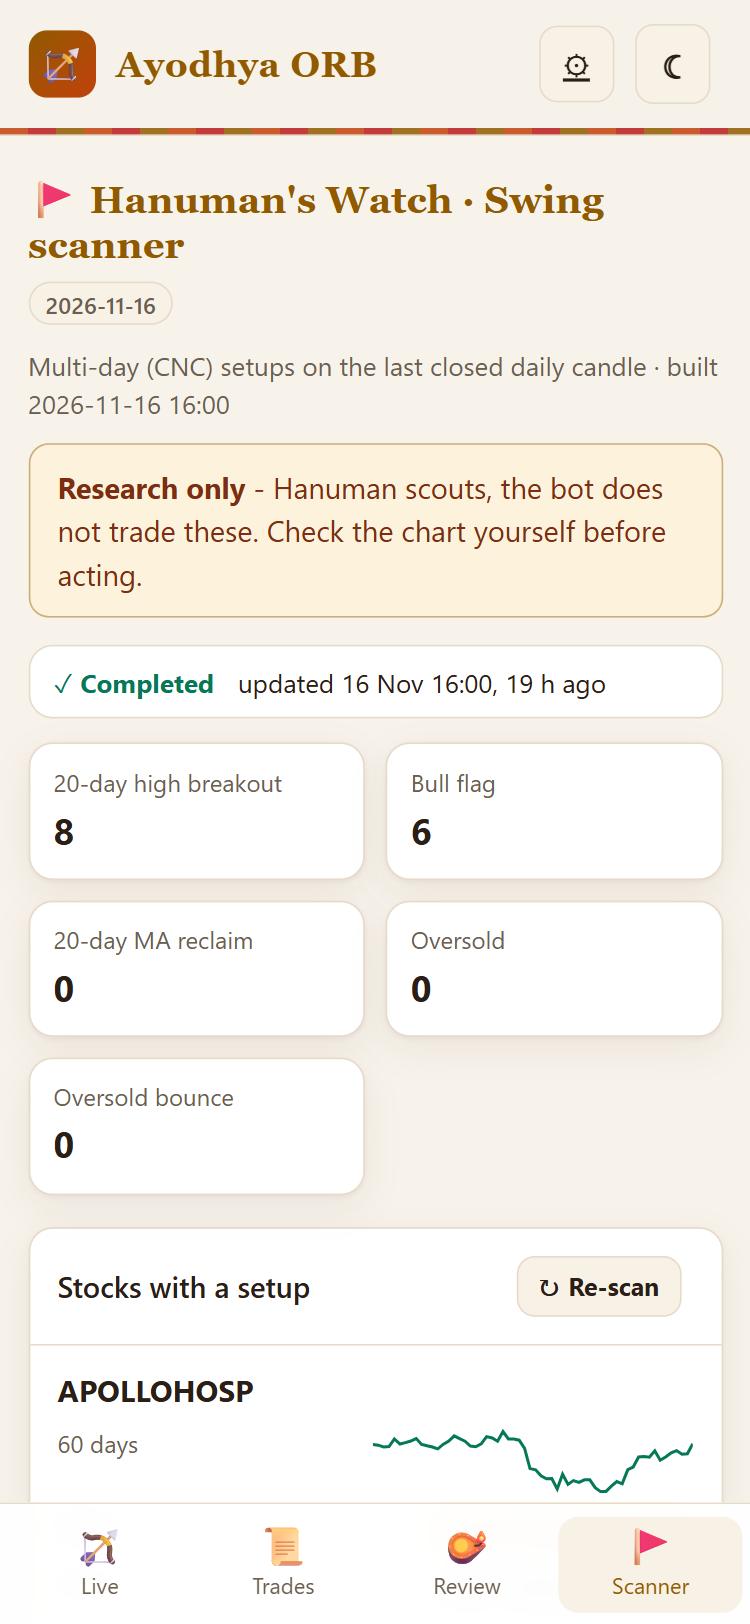 Ayodhya ORB
Hanuman's Watch · Swing
scanner
2026-11-16
Multi-day (CNC) setups on the last closed daily candle · built
2026-11-16 16:00
Research only - Hanuman scouts, the bot does
not trade these. Check the chart yourself before
acting.
✓ Completed updated 16 Nov 16:00, 19 h ago
20-day high breakout
8
Bull flag
6
20-day MA reclaim
0
Oversold
0
Oversold bounce
0
Stocks with a setup
↻ Re-scan
APOLLOHOSP
60 days
Live
Trades
Review
Scanner